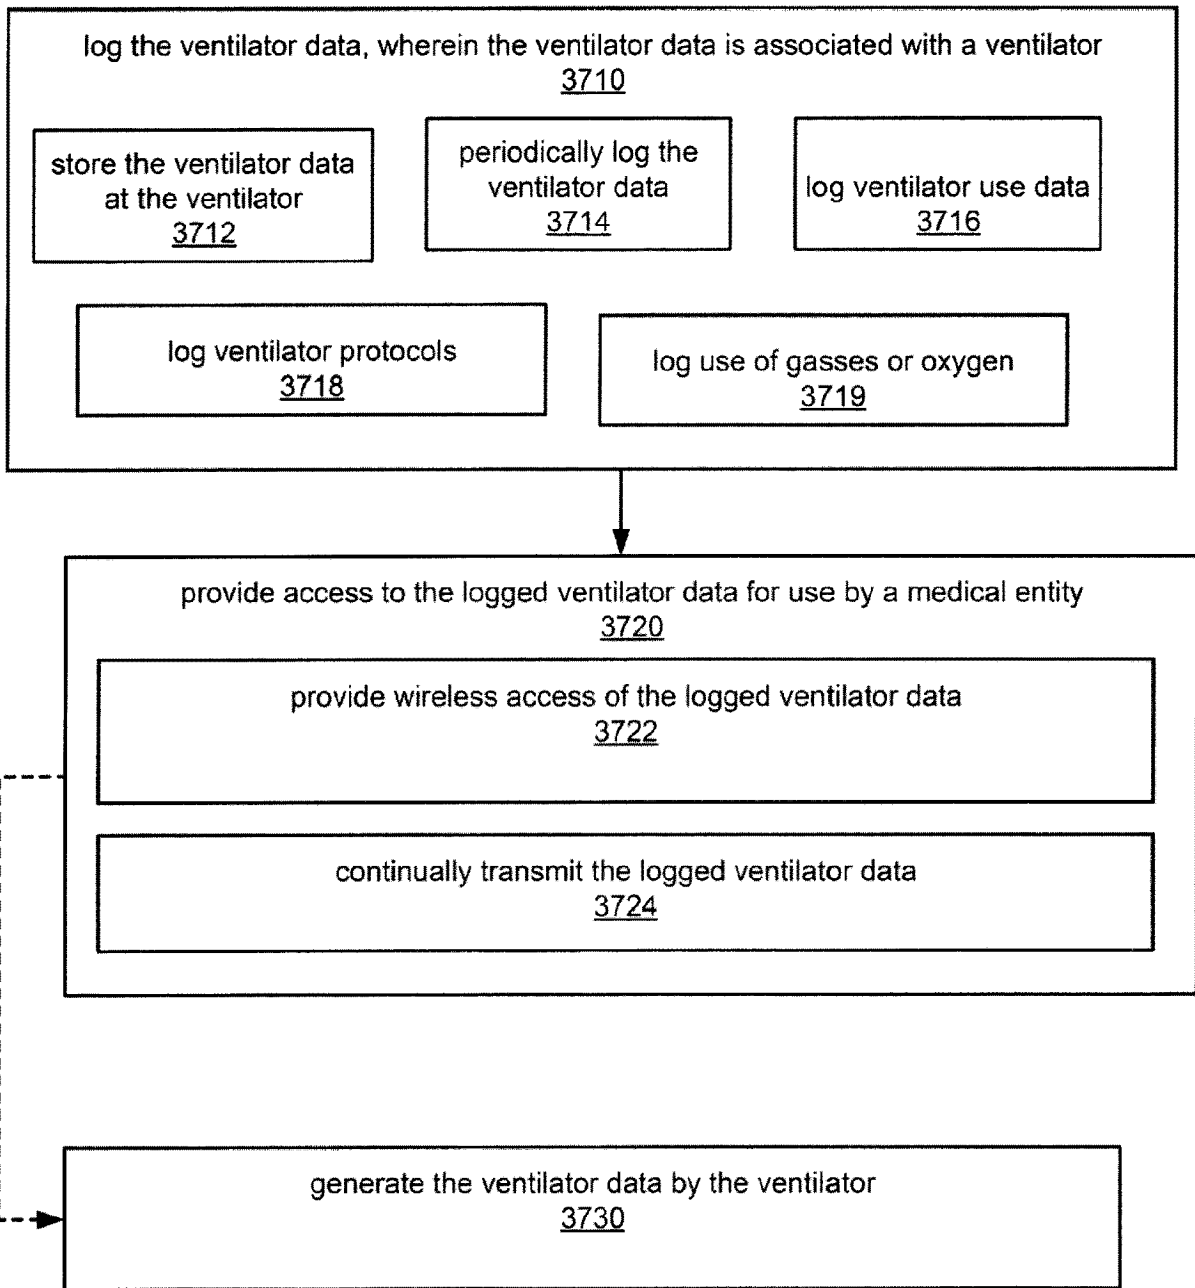 log the ventilator data, wherein the ventilator data is associated with a ventilator
3710
store the ventilator data
at the ventilator
3712
periodically log the
ventilator data
3714
log ventilator use data
3716
log ventilator protocols
3718
log use of gasses or oxygen
3719
provide access to the logged ventilator data for use by a medical entity
3720
provide wireless access of the logged ventilator data
3722
continually transmit the logged ventilator data
3724
generate the ventilator data by the ventilator
3730